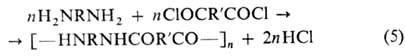 nH₂NRNH₂ + nClOCR′COCl → (5)
→ [—HNRNHCOR′CO—]ₙ + 2nHCl